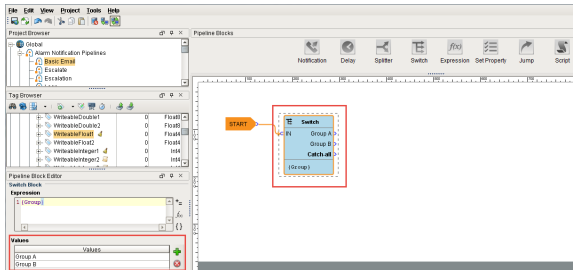 File Edit View Project Tools Help
Project Browser
Global
Alarm Notification Pipelines
Basic Email
Escalate
Escalation
Tag Browser
WriteableDouble1 0 Float8
WriteableDouble2 0 Float8
WriteableFloat1 0 Float4
WriteableFloat2 0 Float4
WriteableInteger1 0 Int4
WriteableInteger2 0 Int4
Pipeline Block Editor
Switch Block
Expression
1 {Group}
Values
Values
Group A
Group B
Pipeline Blocks
Notification Delay Splitter Switch Expression Set Property Jump Script
f(x)
START
Switch
IN Group A
Group B
Catch all
{Group}